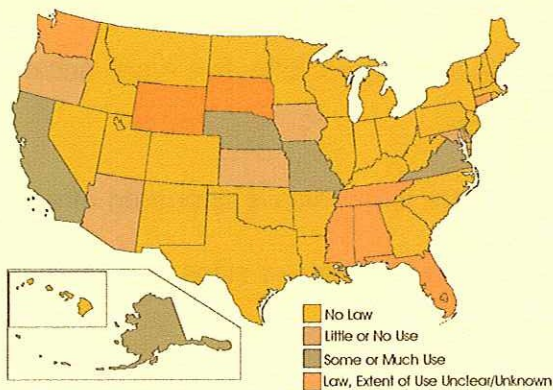 No Law
Little or No Use
Some or Much Use
Law, Extent of Use Unclear/Unknown